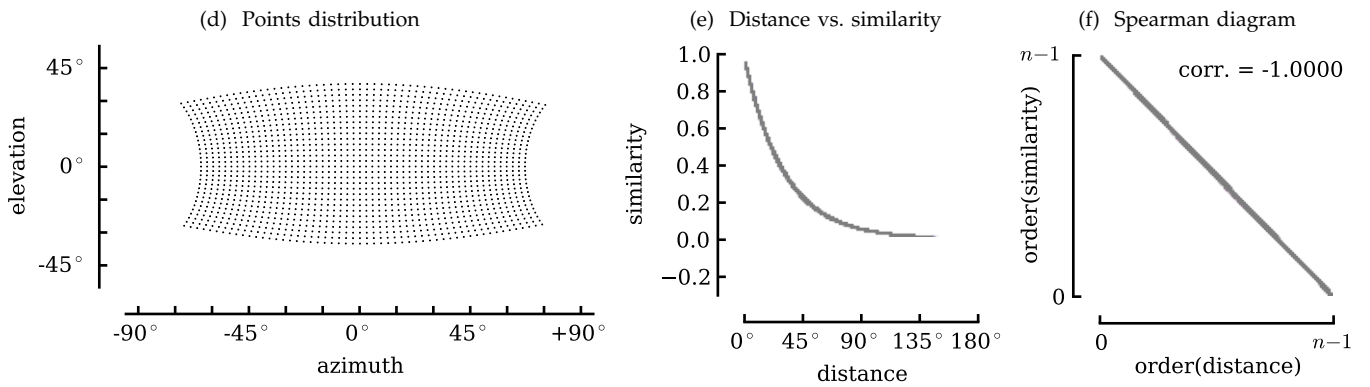 (d) Points distribution
45°
0°
-45°
elevation
-90°
-45°
0°
45°
+90°
azimuth
(e) Distance vs. similarity
1.0
0.8
0.6
0.4
0.2
0.0
−0.2
similarity
0°
45°
90°
135°
180°
distance
(f) Spearman diagram
n−1
corr. = -1.0000
order(similarity)
0
0
n−1
order(distance)